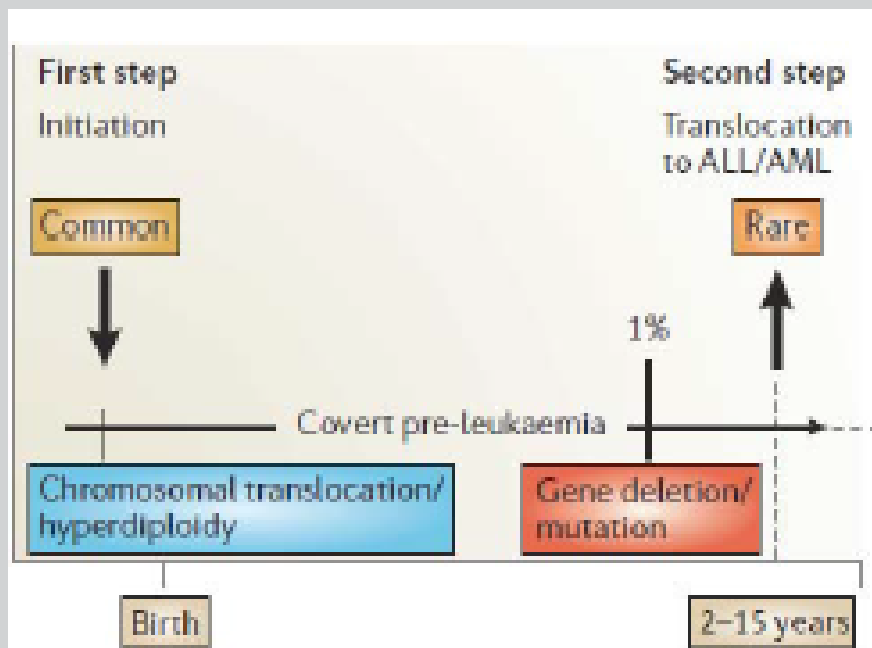 First step
Initiation
Common
Second step
Translocation
to ALL/AML
Rare
1%
Covert pre-leukaemia
Chromosomal translocation/
hyperdiploidy
Gene deletion/
mutation
Birth
2–15 years